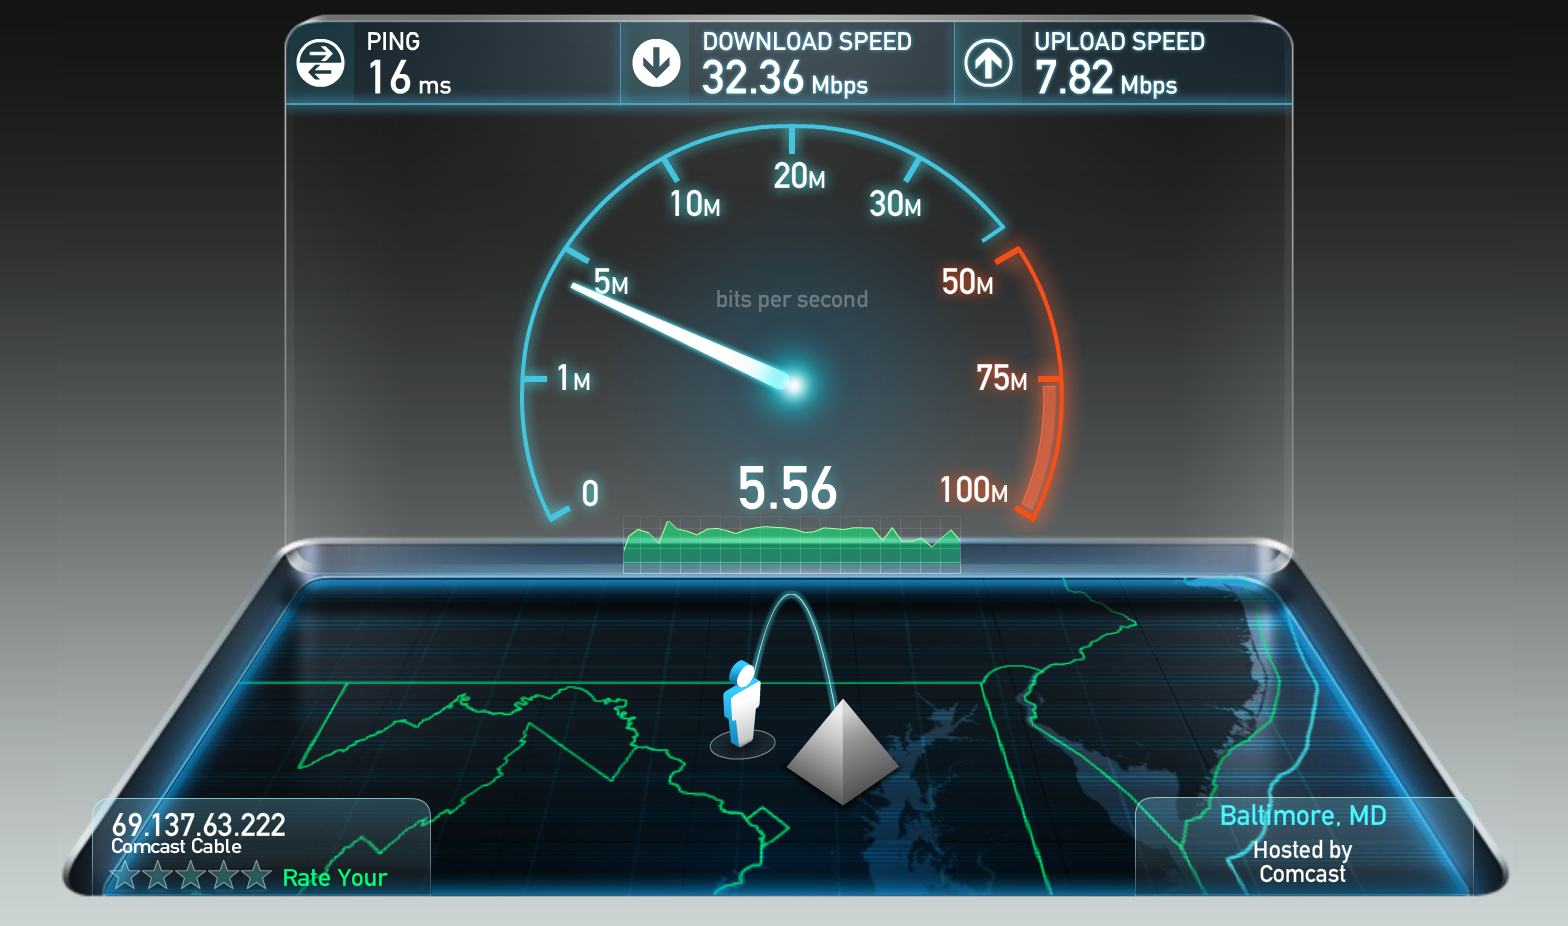 PING
16 ms
DOWNLOAD SPEED
32.36 Mbps
UPLOAD SPEED
7.82 Mbps
20M
10M
30M
5M
50M
bits per second
1M
75M
0
5.56
100M
69.137.63.222
Comcast Cable
Rate Your
Baltimore, MD
Hosted by
Comcast